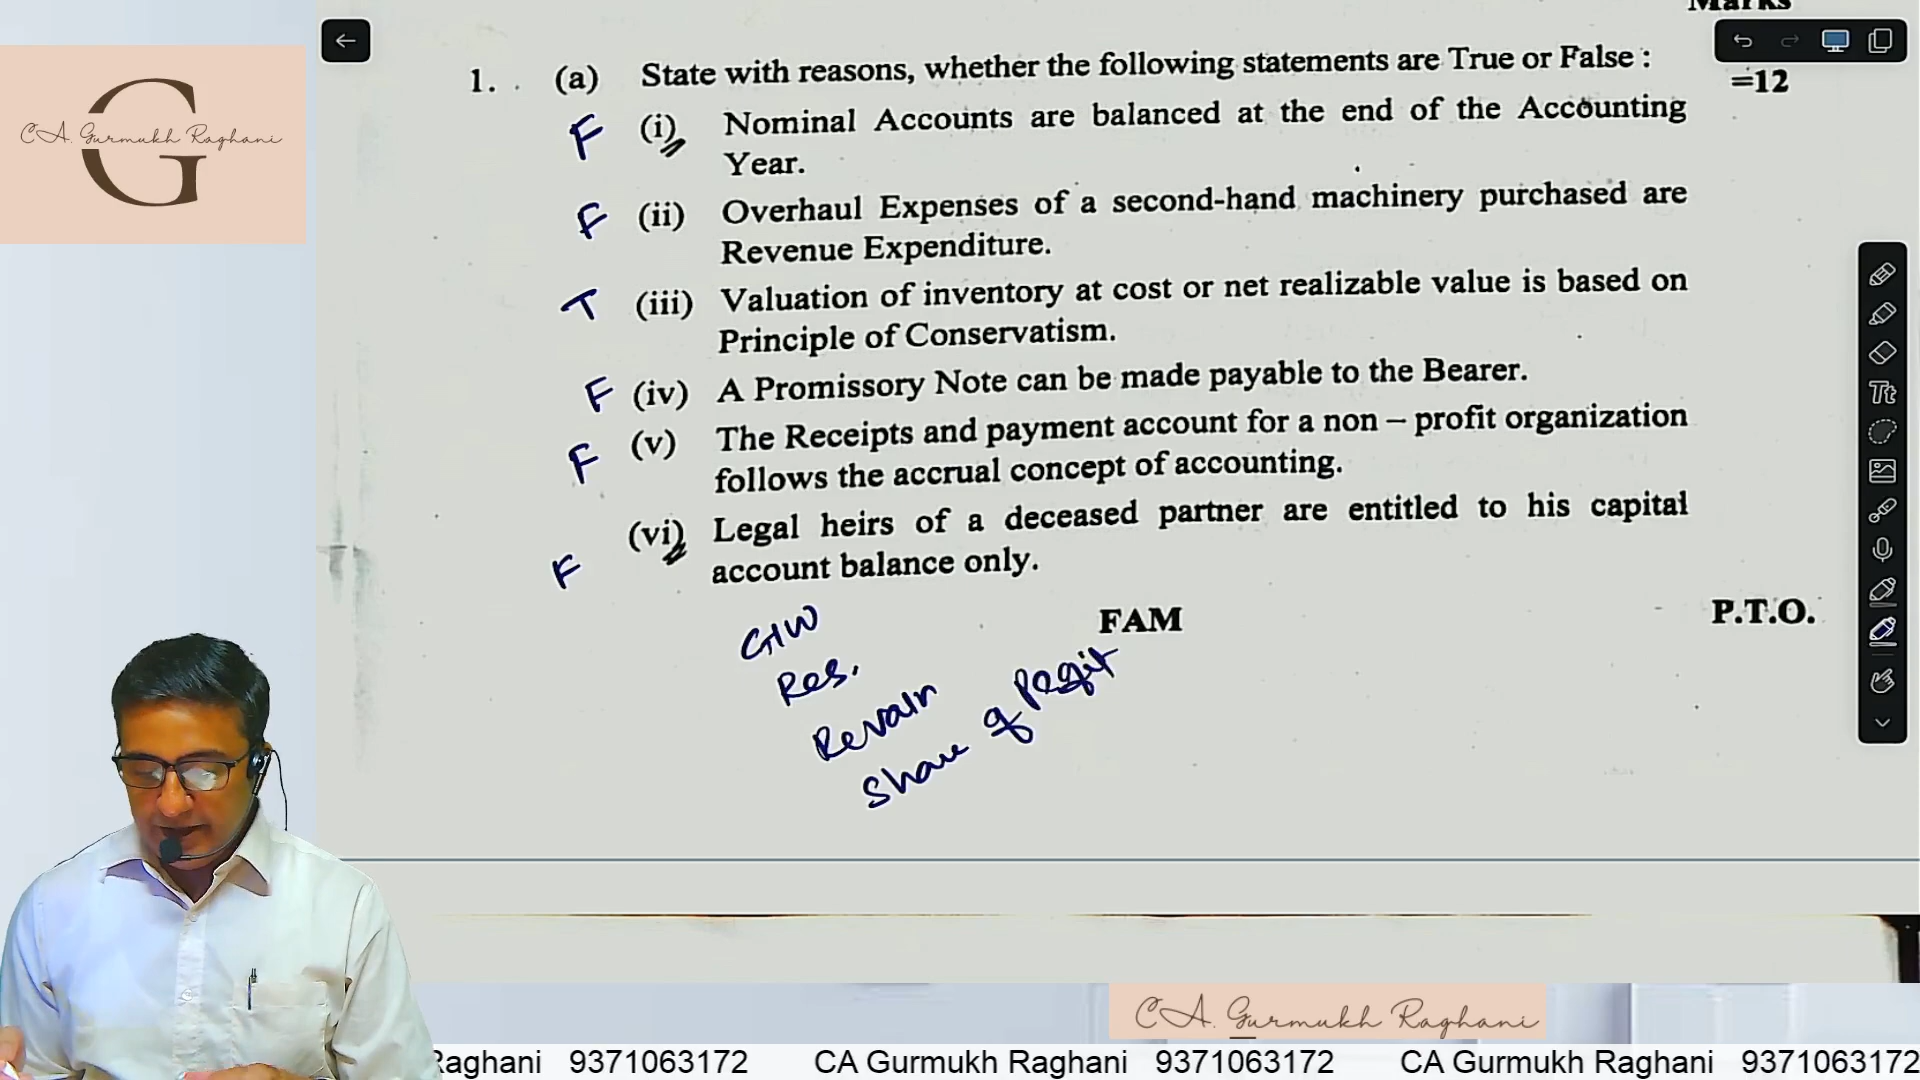 Marks
C.A. Gurmukh Raghani
1. (a) State with reasons, whether the following statements are True or False :
=12
F (i) Nominal Accounts are balanced at the end of the Accounting
Year.
F (ii) Overhaul Expenses of a second-hand machinery purchased are
Revenue Expenditure.
T (iii) Valuation of inventory at cost or net realizable value is based on
Principle of Conservatism.
F (iv) A Promissory Note can be made payable to the Bearer.
F (v) The Receipts and payment account for a non – profit organization
follows the accrual concept of accounting.
F (vi) Legal heirs of a deceased partner are entitled to his capital
account balance only.
FAM
P.T.O.
G/W
Res.
Revaln
Share of Profit
Tt
C.A. Gurmukh Raghani
Raghani 9371063172 CA Gurmukh Raghani 9371063172 CA Gurmukh Raghani 9371063172